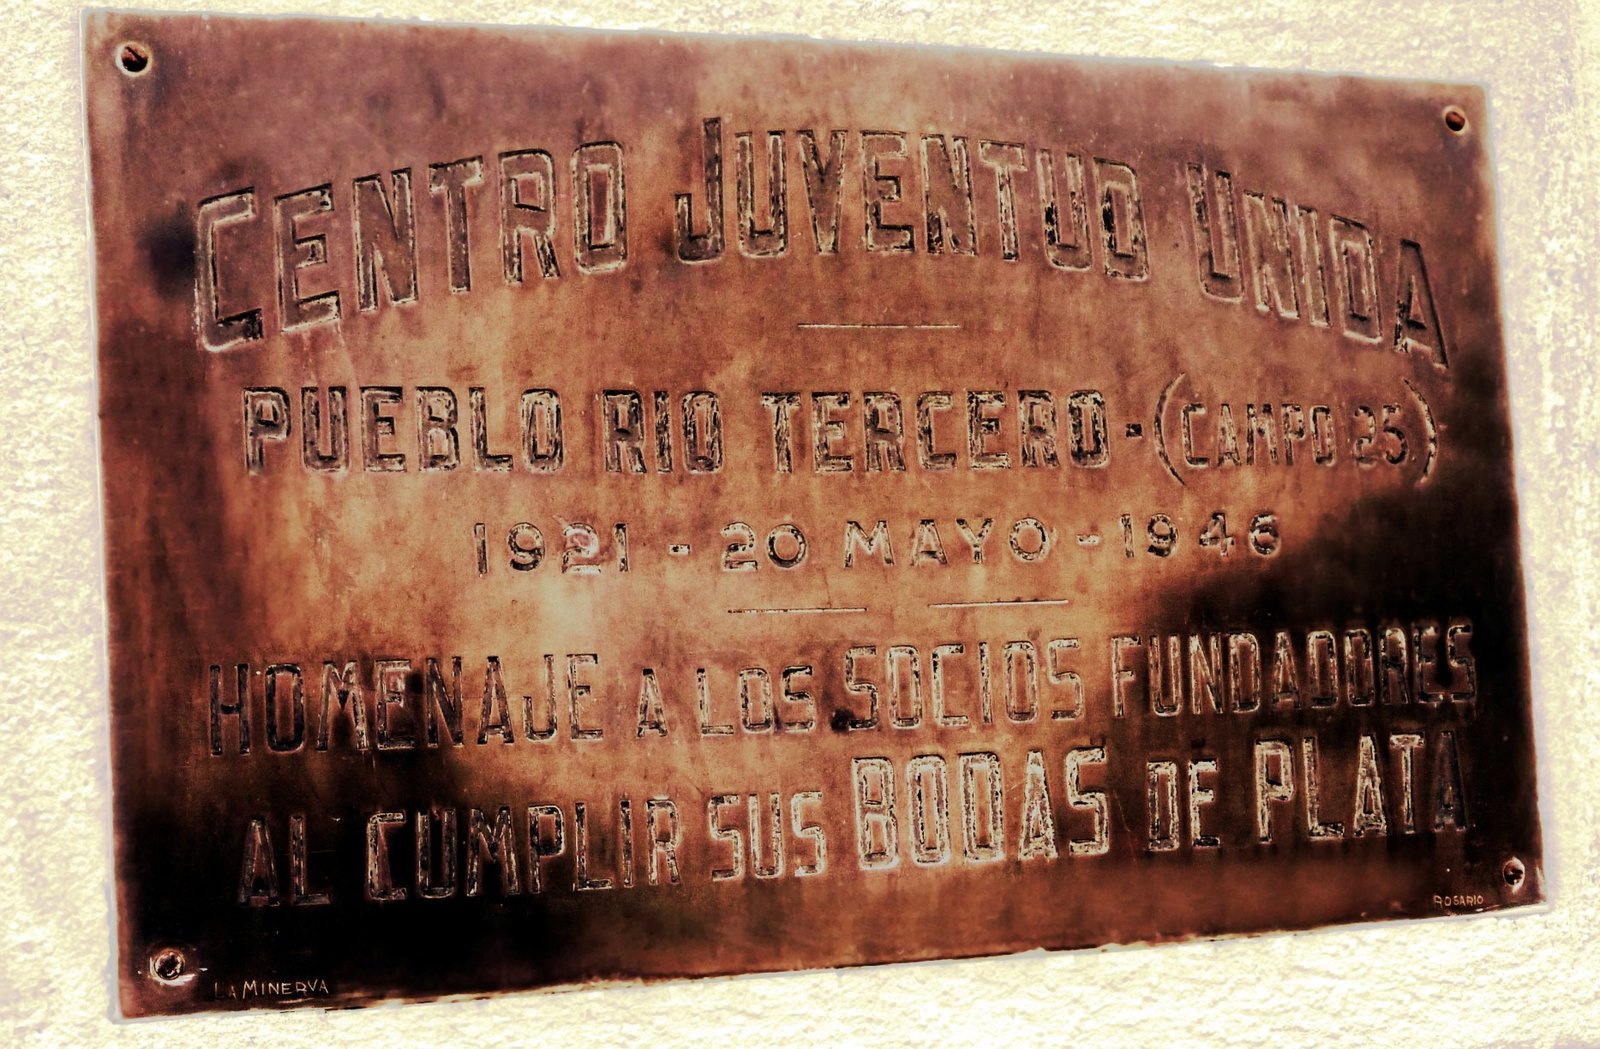 CENTRO JUVENTUD UNIDA
PUEBLO RIO TERCERO - (CAMPO 25)
1921 - 20 MAYO - 1946
HOMENAJE A LOS SOCIOS FUNDADORES
AL CUMPLIR SUS BODAS DE PLATA
LA MINERVA
ROSARIO